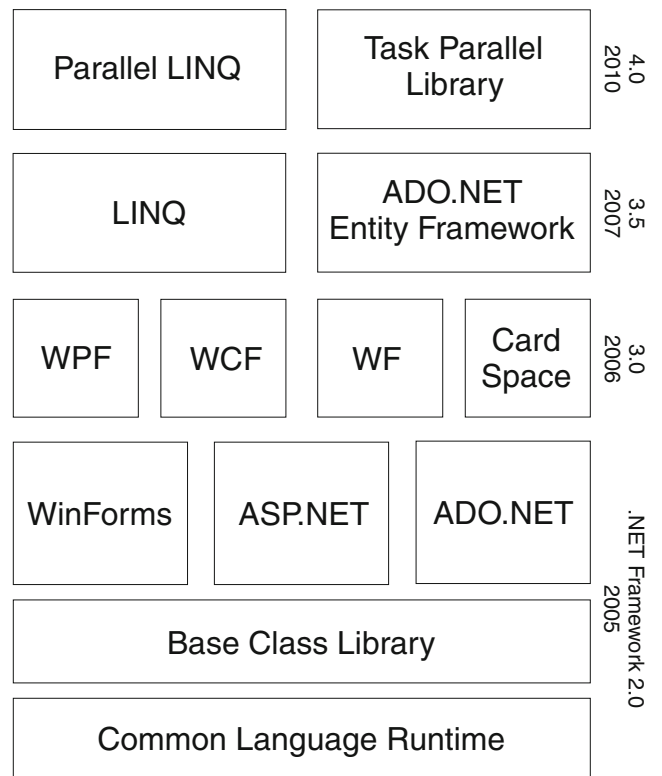 Parallel LINQ
Task Parallel
Library
4.0
2010
LINQ
ADO.NET
Entity Framework
3.5
2007
WPF
WCF
WF
Card
Space
3.0
2006
WinForms
ASP.NET
ADO.NET
Base Class Library
Common Language Runtime
.NET Framework 2.0
2005